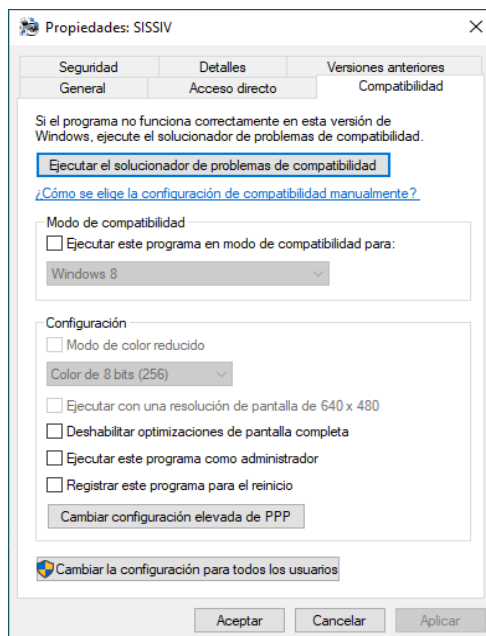 Propiedades: SISSIV
Seguridad
Detalles
Versiones anteriores
General
Acceso directo
Compatibilidad
Si el programa no funciona correctamente en esta versión de
Windows, ejecute el solucionador de problemas de compatibilidad.
Ejecutar el solucionador de problemas de compatibilidad
¿Cómo se elige la configuración de compatibilidad manualmente?
Modo de compatibilidad
Ejecutar este programa en modo de compatibilidad para:
Windows 8
Configuración
Modo de color reducido
Color de 8 bits (256)
Ejecutar con una resolución de pantalla de 640 x 480
Deshabilitar optimizaciones de pantalla completa
Ejecutar este programa como administrador
Registrar este programa para el reinicio
Cambiar configuración elevada de PPP
Cambiar la configuración para todos los usuarios
Aceptar
Cancelar
Aplicar